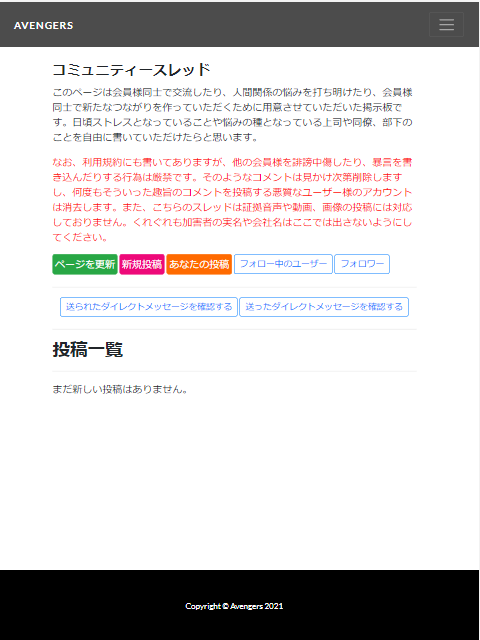 AVENGERS
コミュニティースレッド
このページは会員様同士で交流したり、人間関係の悩みを打ち明けたり、会員様
同士で新たなつながりを作っていただくために用意させていただいた掲示板で
す。日頃ストレスとなっていることや悩みの種となっている上司や同僚、部下の
ことを自由に書いていただけたらと思います。
なお、利用規約にも書いてありますが、他の会員様を誹謗中傷したり、暴言を書
き込んだりする行為は厳禁です。そのようなコメントは見かけ次第削除します
し、何度もそういった趣旨のコメントを投稿する悪質なユーザー様のアカウント
は消去します。また、こちらのスレッドは証拠音声や動画、画像の投稿には対応
しておりません。くれぐれも加害者の実名や会社名はここでは出さないようにし
てください。
ページを更新 新規投稿 あなたの投稿 フォロー中のユーザー フォロワー
送られたダイレクトメッセージを確認する 送ったダイレクトメッセージを確認する
投稿一覧
まだ新しい投稿はありません。
Copyright © Avengers 2021